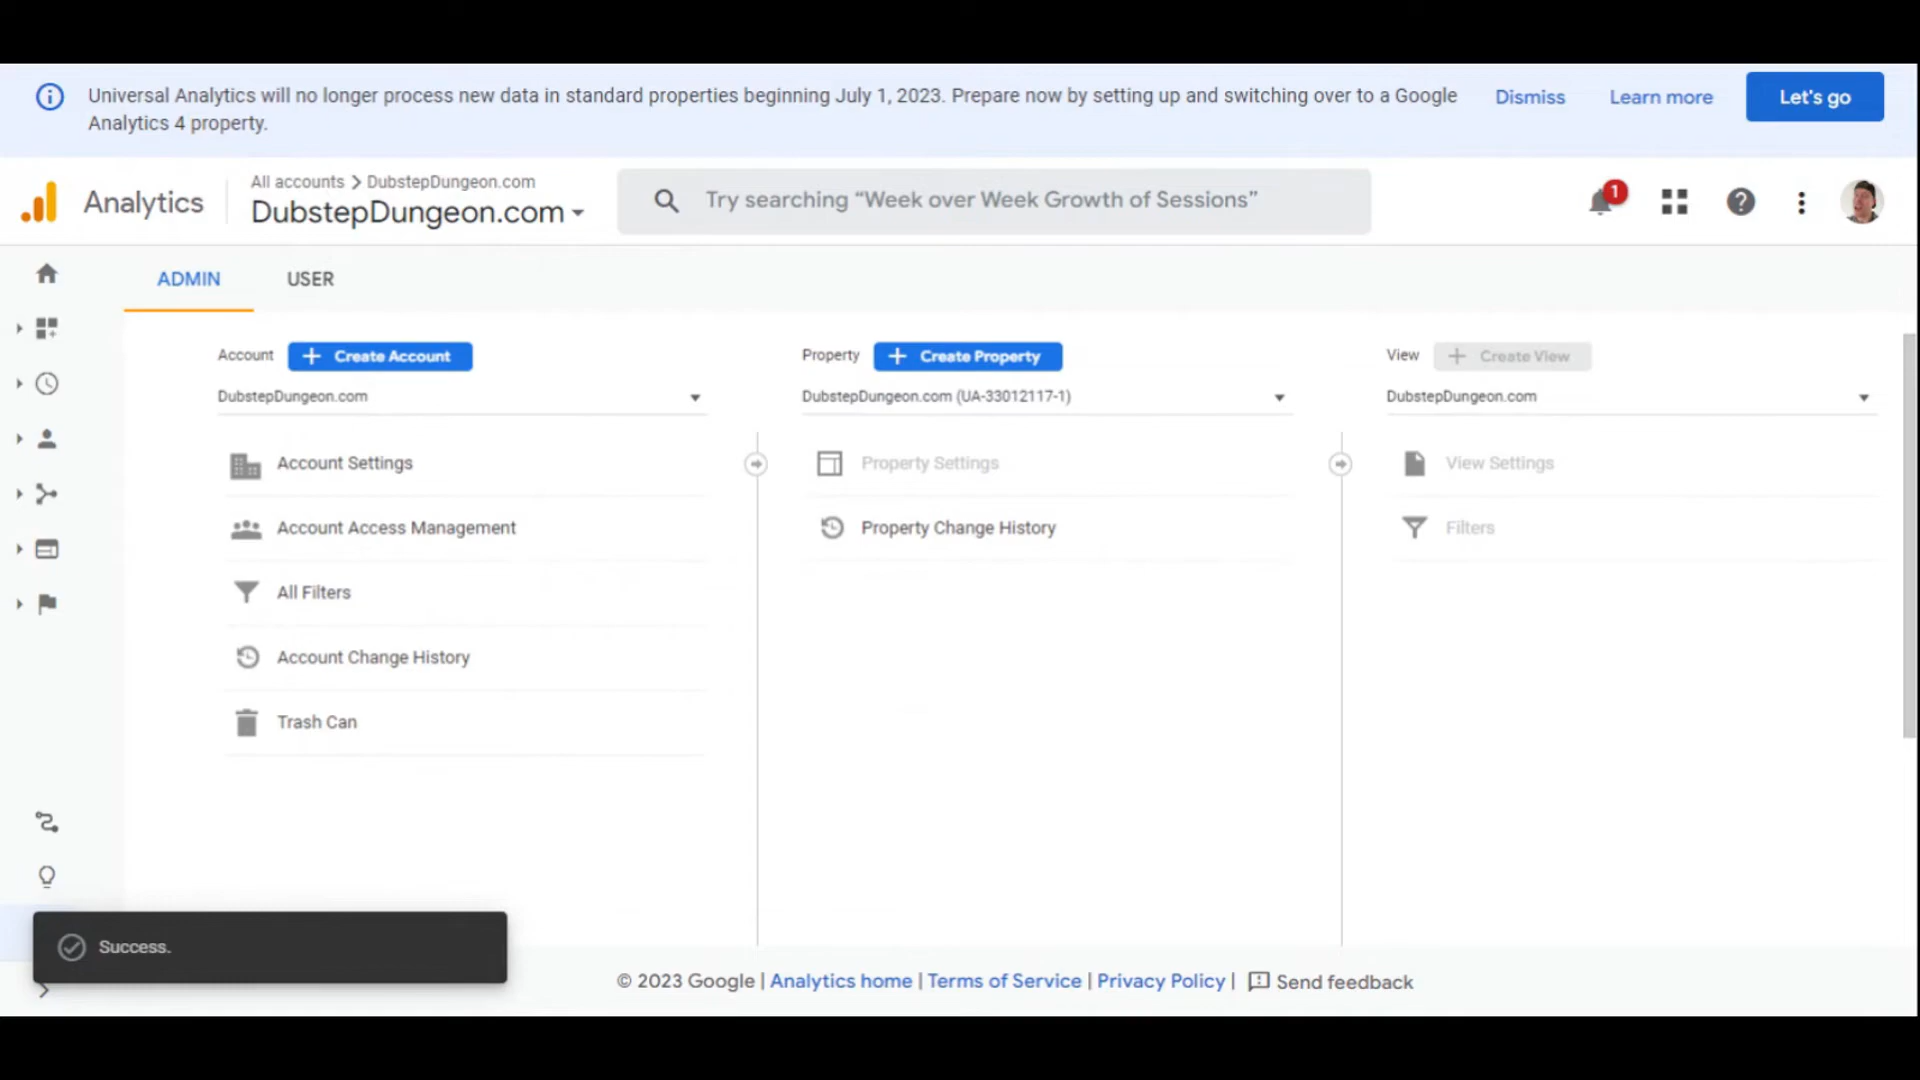 Universal Analytics will no longer process new data in standard properties beginning July 1, 2023. Prepare now by setting up and switching over to a Google
Analytics 4 property.
Dismiss
Learn more
Let's go
Analytics
All accounts > DubstepDungeon.com
DubstepDungeon.com
Try searching “Week over Week Growth of Sessions”
1
ADMIN
USER
Account
+ Create Account
DubstepDungeon.com
Account Settings
Account Access Management
All Filters
Account Change History
Trash Can
Property
+ Create Property
DubstepDungeon.com (UA-33012117-1)
Property Settings
Property Change History
View
+ Create View
DubstepDungeon.com
View Settings
Filters
Success.
© 2023 Google | Analytics home | Terms of Service | Privacy Policy | Send feedback